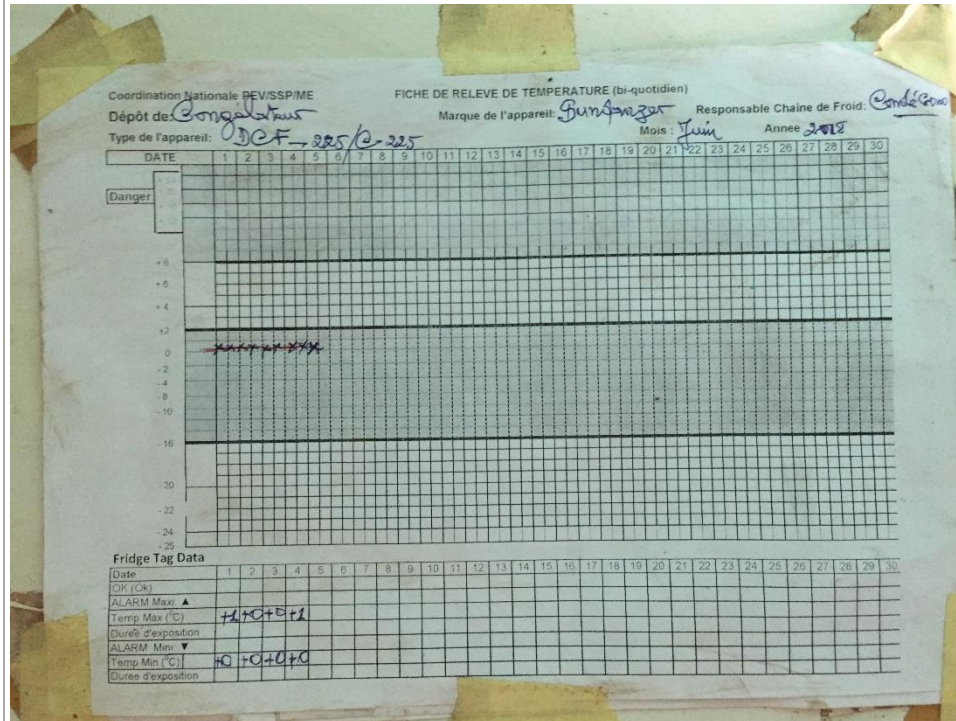 Coordination Nationale PEV/SSP/ME FICHE DE RELEVE DE TEMPERATURE (bi-quotidien)
Dépôt de: Marque de l'appareil: Responsable Chaine de Froid:
Type de l'appareil: DCF - 225/C-225 Mois : Juin Annee 2018
DATE 1 2 3 4 5 6 7 8 9 10 11 12 13 14 15 16 17 18 19 20 21 22 23 24 25 26 27 28 29 30
Danger
+ 6
+ 4
+2
0
- 2
- 4
- 8
- 10
- 16
- 20
- 22
- 24
- 25
Fridge Tag Data
Date 1 2 3 4 5 6 7 8 9 10 11 12 13 14 15 16 17 18 19 20 21 22 23 24 25 26 27 28 29 30
OK (Ok)
ALARM Max: ▲
Temp Max (°C) +1 +0 +0 +1
Durée d'exposition
ALARM Mini: ▼
Temp Min (°C) +0 +0 +0 +0
Duree d'exposition